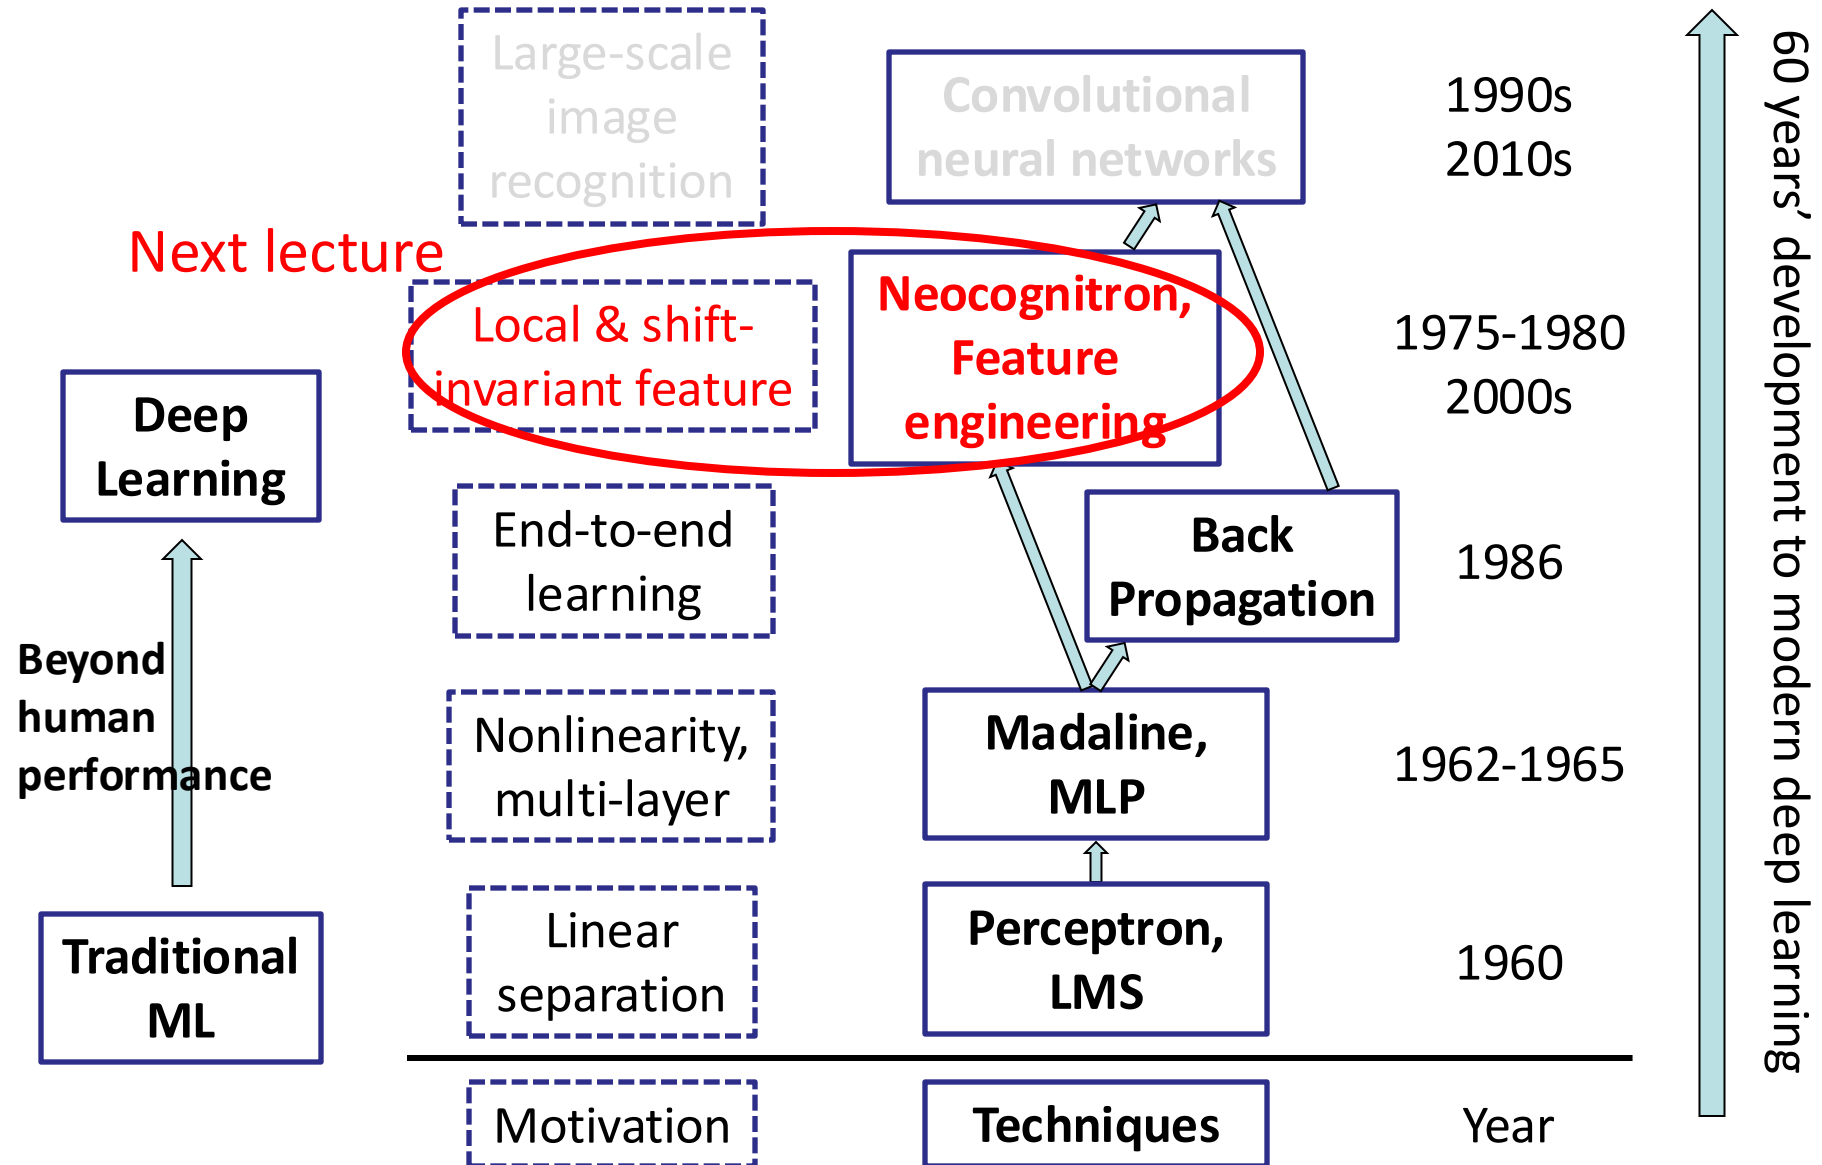 Large-scale
image
recognition
Convolutional
neural networks
1990s
2010s
Next lecture
Local & shift-
invariant feature
Neocognitron,
Feature
engineering
1975-1980
2000s
Deep
Learning
End-to-end
learning
Back
Propagation
1986
Beyond
human
performance
Nonlinearity,
multi-layer
Madaline,
MLP
1962-1965
Traditional
ML
Linear
separation
Perceptron,
LMS
1960
Motivation
Techniques
Year
60 years’ development to modern deep learning